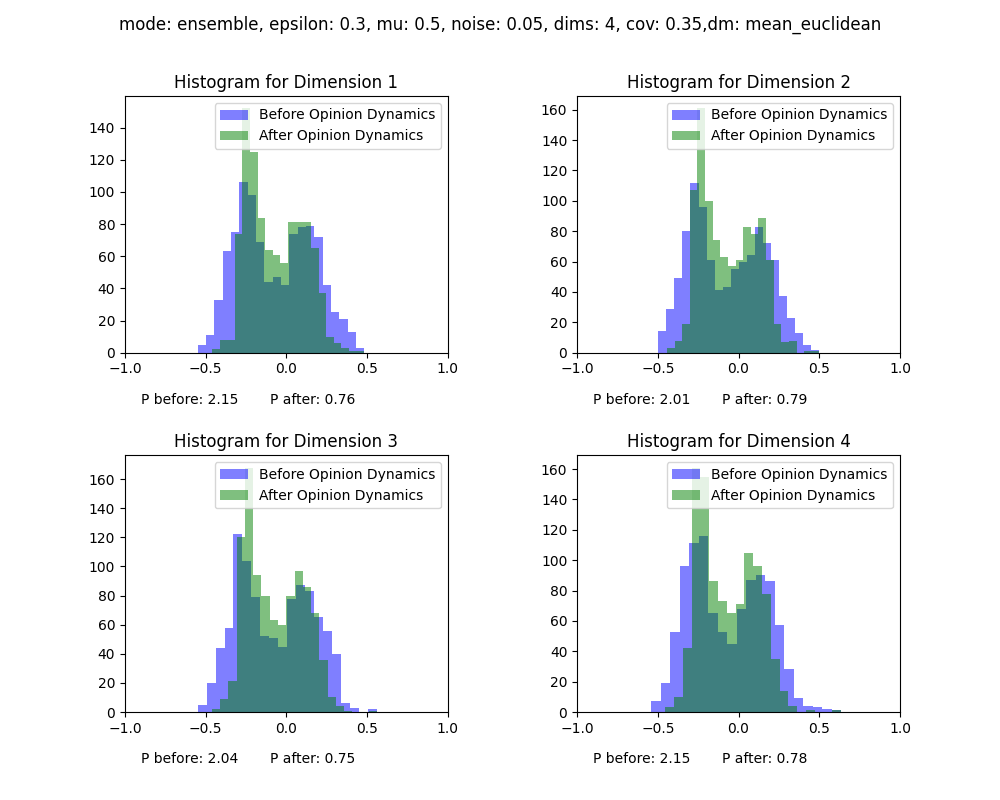 mode: ensemble, epsilon: 0.3, mu: 0.5, noise: 0.05, dims: 4, cov: 0.35,dm: mean_euclidean
Histogram for Dimension 1
Before Opinion Dynamics
After Opinion Dynamics
140
120
100
80
60
40
20
0
−1.0 −0.5 0.0 0.5 1.0
P before: 2.15 P after: 0.76
Histogram for Dimension 2
Before Opinion Dynamics
After Opinion Dynamics
160
140
120
100
80
60
40
20
0
−1.0 −0.5 0.0 0.5 1.0
P before: 2.01 P after: 0.79
Histogram for Dimension 3
Before Opinion Dynamics
After Opinion Dynamics
160
140
120
100
80
60
40
20
0
−1.0 −0.5 0.0 0.5 1.0
P before: 2.04 P after: 0.75
Histogram for Dimension 4
Before Opinion Dynamics
After Opinion Dynamics
160
140
120
100
80
60
40
20
0
−1.0 −0.5 0.0 0.5 1.0
P before: 2.15 P after: 0.78